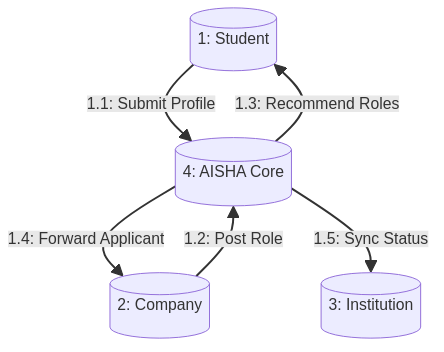 1: Student
1.1: Submit Profile
1.3: Recommend Roles
4: AISHA Core
1.4: Forward Applicant
1.2: Post Role
1.5: Sync Status
2: Company
3: Institution